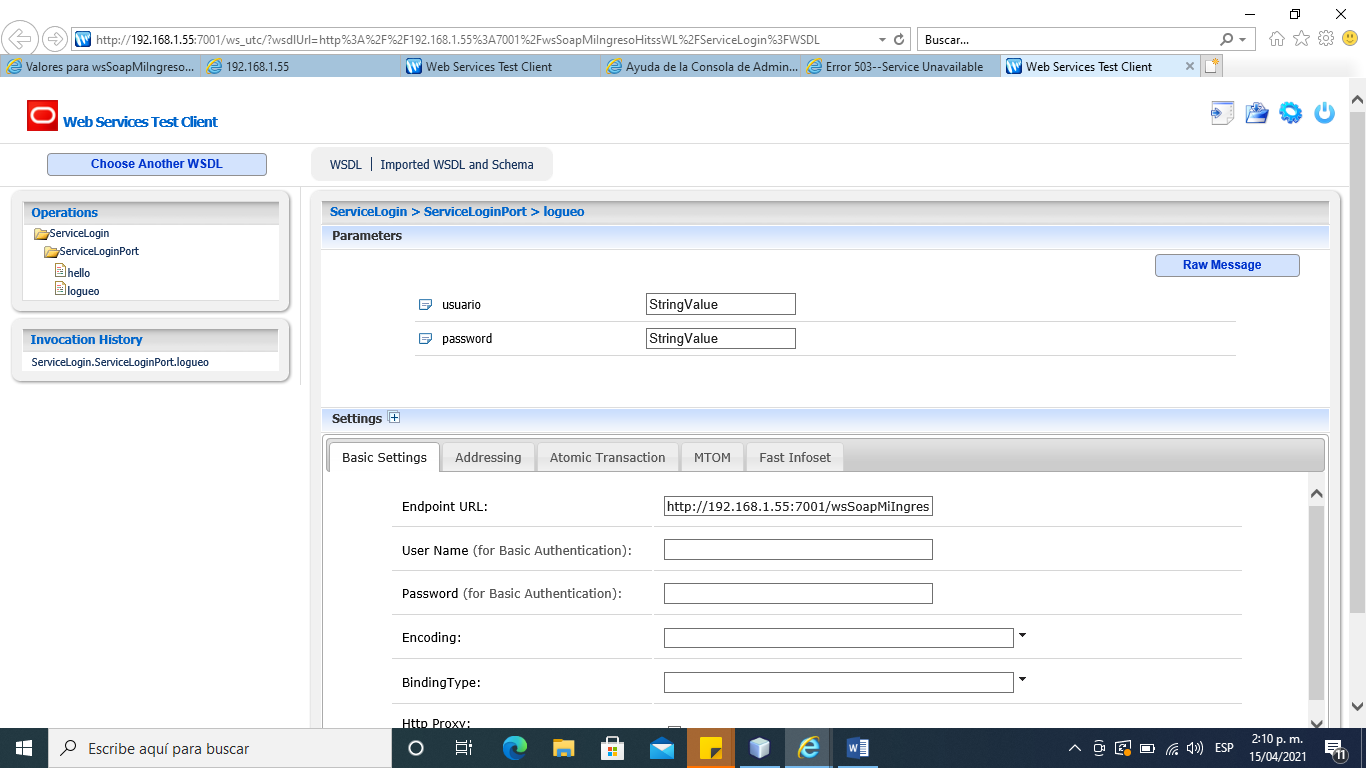 http://192.168.1.55:7001/ws_utc/?wsdlUrl=http%3A%2F%2F192.168.1.55%3A7001%2FwsSoapMiIngresoHitssWL%2FServiceLogin%3FWSDL
Buscar...
Valores para wsSoapMiIngreso...
192.168.1.55
Web Services Test Client
Ayuda de la Consola de Admin...
Error 503--Service Unavailable
Web Services Test Client
Web Services Test Client
Choose Another WSDL
WSDL | Imported WSDL and Schema
Operations
ServiceLogin
ServiceLoginPort
hello
logueo
Invocation History
ServiceLogin.ServiceLoginPort.logueo
ServiceLogin > ServiceLoginPort > logueo
Parameters
Raw Message
usuario StringValue
password StringValue
Settings
Basic Settings Addressing Atomic Transaction MTOM Fast Infoset
Endpoint URL: http://192.168.1.55:7001/wsSoapMiIngres
User Name (for Basic Authentication):
Password (for Basic Authentication):
Encoding:
BindingType:
Http Proxy:
Escribe aquí para buscar
ESP
2:10 p. m.
15/04/2021
11